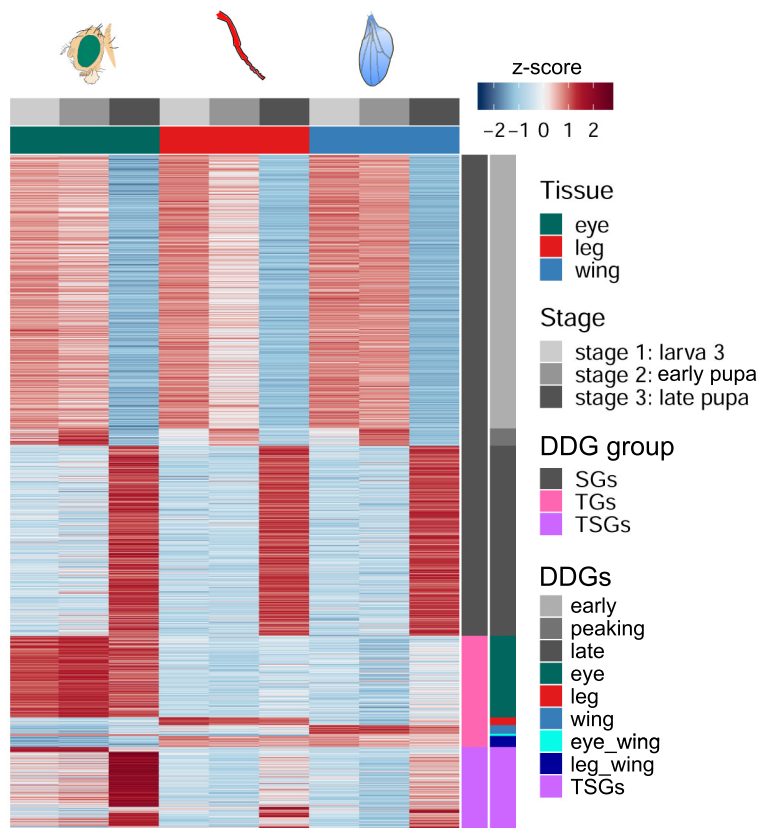 z-score
−2 −1 0 1 2
Tissue
eye
leg
wing
Stage
stage 1: larva 3
stage 2: early pupa
stage 3: late pupa
DDG group
SGs
TGs
TSGs
DDGs
early
peaking
late
eye
leg
wing
eye_wing
leg_wing
TSGs